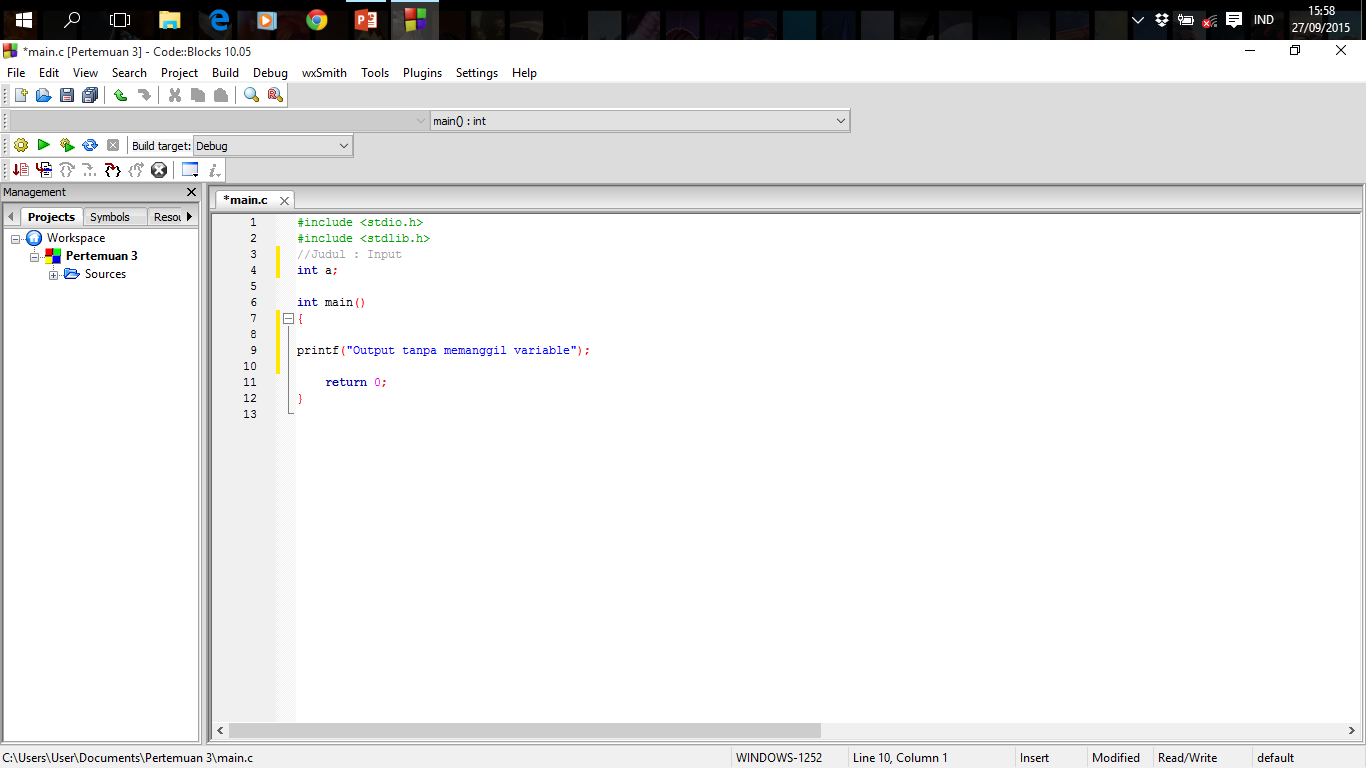 IND
15:58
27/09/2015
*main.c [Pertemuan 3] - Code::Blocks 10.05
File Edit View Search Project Build Debug wxSmith Tools Plugins Settings Help
main() : int
Build target: Debug
Management
*main.c
Projects Symbols Resou
Workspace
Pertemuan 3
Sources
1 #include <stdio.h>
2 #include <stdlib.h>
3 //Judul : Input
4 int a;
5
6 int main()
7 {
8
9 printf("Output tanpa memanggil variable");
10
11 return 0;
12 }
13
C:\Users\User\Documents\Pertemuan 3\main.c WINDOWS-1252 Line 10, Column 1 Insert Modified Read/Write default